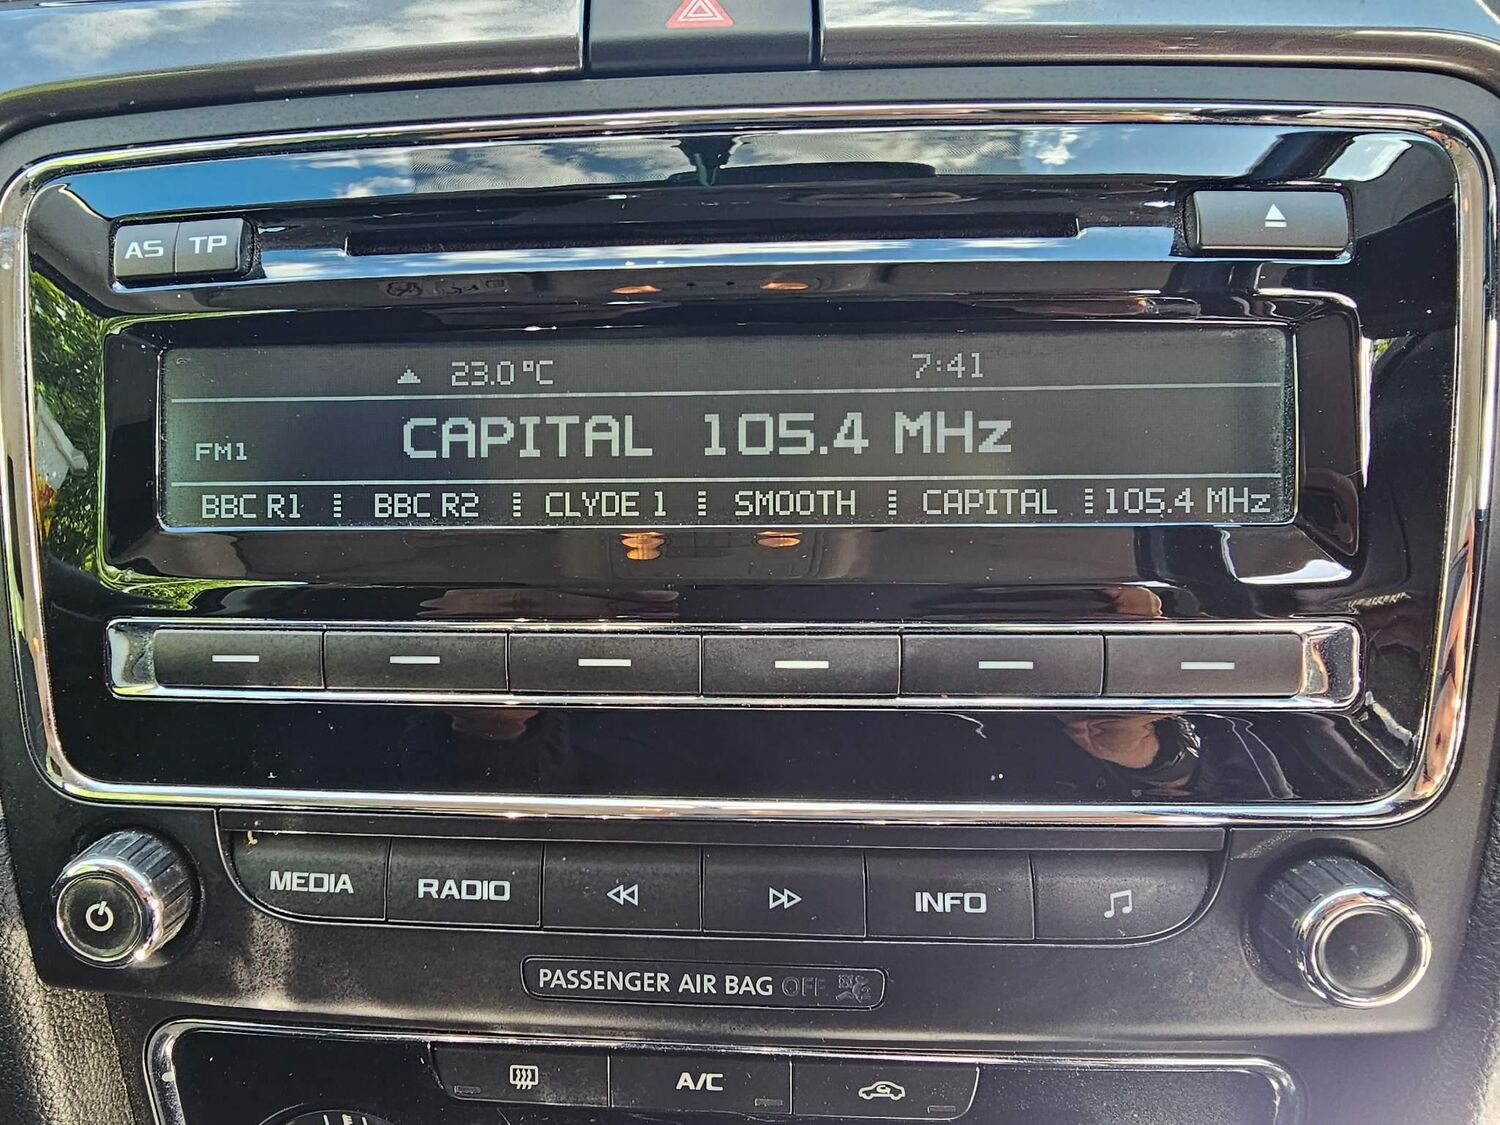 AS TP
23.0 °C 7:41
FM1 CAPITAL 105.4 MHz
BBC R1 BBC R2 CLYDE 1 SMOOTH CAPITAL 105.4 MHz
MEDIA RADIO INFO
PASSENGER AIR BAG OFF
A/C